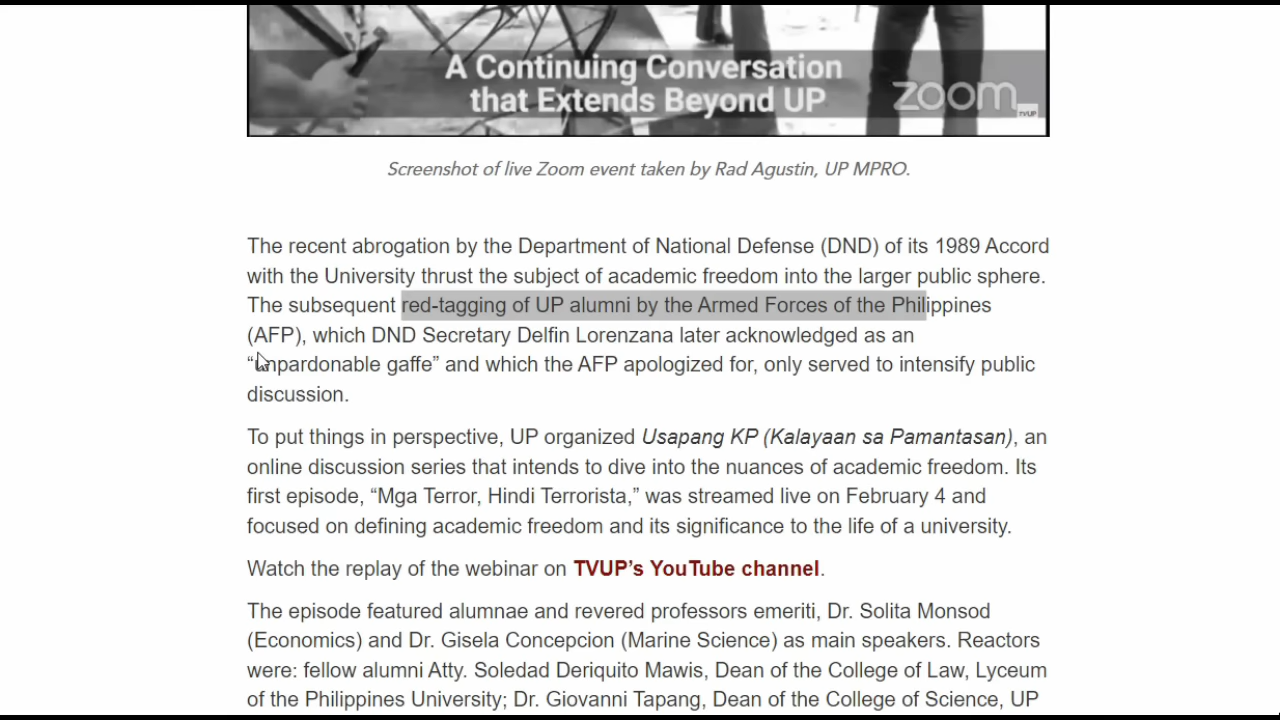 A Continuing Conversation
that Extends Beyond UP
zoom
TVUP
Screenshot of live Zoom event taken by Rad Agustin, UP MPRO.
The recent abrogation by the Department of National Defense (DND) of its 1989 Accord
with the University thrust the subject of academic freedom into the larger public sphere.
The subsequent red-tagging of UP alumni by the Armed Forces of the Philippines
(AFP), which DND Secretary Delfin Lorenzana later acknowledged as an
“unpardonable gaffe” and which the AFP apologized for, only served to intensify public
discussion.
To put things in perspective, UP organized Usapang KP (Kalayaan sa Pamantasan), an
online discussion series that intends to dive into the nuances of academic freedom. Its
first episode, “Mga Terror, Hindi Terrorista,” was streamed live on February 4 and
focused on defining academic freedom and its significance to the life of a university.
Watch the replay of the webinar on TVUP’s YouTube channel.
The episode featured alumnae and revered professors emeriti, Dr. Solita Monsod
(Economics) and Dr. Gisela Concepcion (Marine Science) as main speakers. Reactors
were: fellow alumni Atty. Soledad Deriquito Mawis, Dean of the College of Law, Lyceum
of the Philippines University; Dr. Giovanni Tapang, Dean of the College of Science, UP